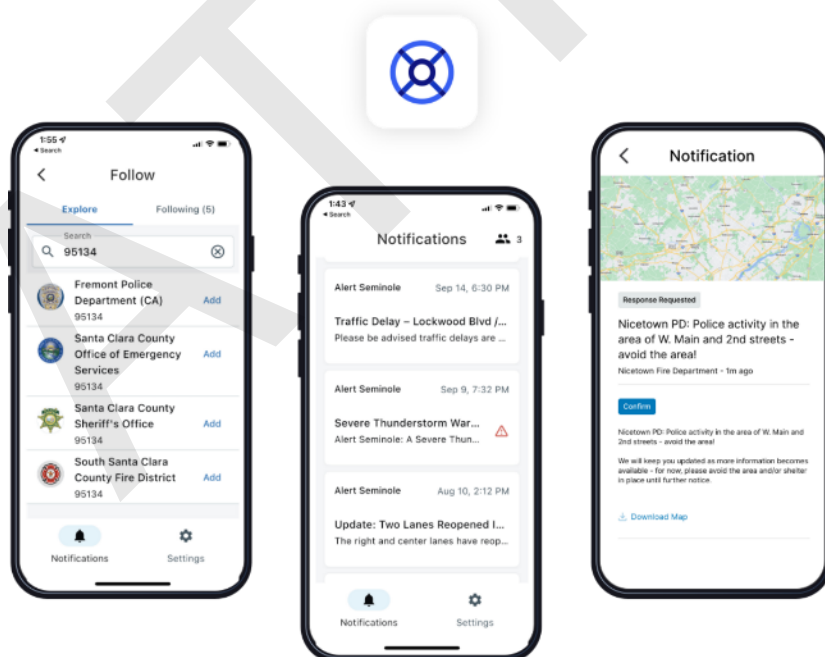 1:55
Search
Follow
Explore
Following (5)
Search
95134
Fremont Police
Department (CA)
95134
Add
Santa Clara County
Office of Emergency
Services
95134
Add
Santa Clara County
Sheriff's Office
95134
Add
South Santa Clara
County Fire District
95134
Add
Notifications
Settings
1:43
Search
Notifications
3
Alert Seminole
Sep 14, 6:30 PM
Traffic Delay – Lockwood Blvd /...
Please be advised traffic delays are ...
Alert Seminole
Sep 9, 7:32 PM
Severe Thunderstorm War...
Alert Seminole: A Severe Thun...
Alert Seminole
Aug 10, 2:12 PM
Update: Two Lanes Reopened I...
The right and center lanes have reop...
Notifications
Settings
Notification
Response Requested
Nicetown PD: Police activity in the
area of W. Main and 2nd streets -
avoid the area!
Nicetown Fire Department - 1m ago
Confirm
Nicetown PD: Police activity in the area of W. Main and
2nd streets - avoid the area!
We will keep you updated as more information becomes
available - for now, please avoid the area and/or shelter
in place until further notice.
Download Map